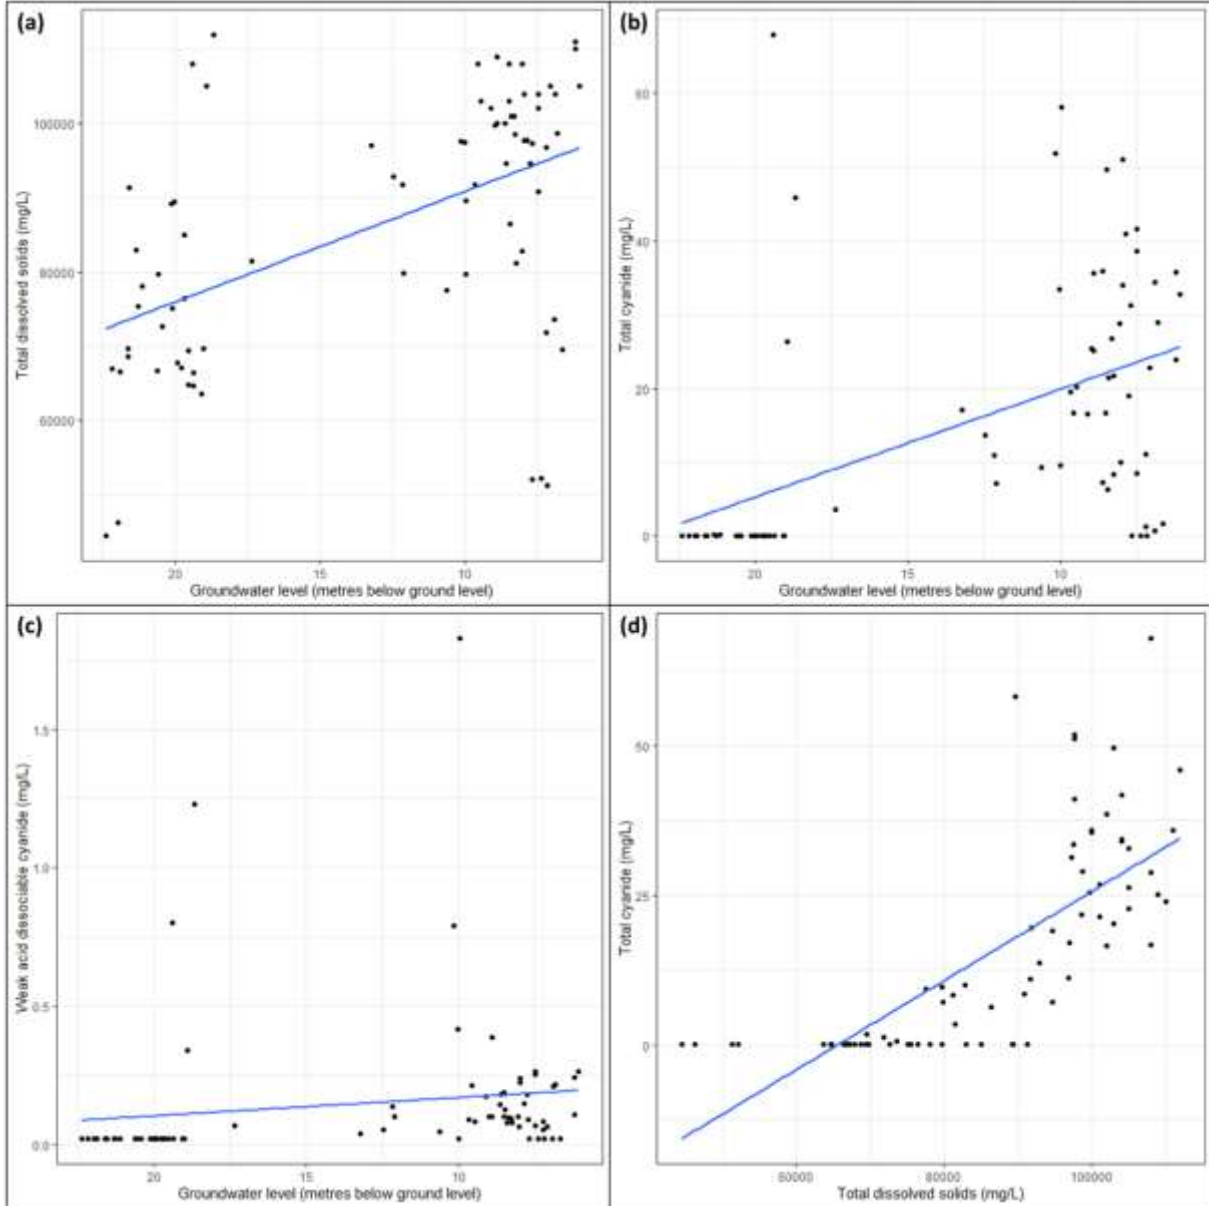 (a)
Total dissolved solids (mg/L)
100000
80000
60000
20
15
10
Groundwater level (metres below ground level)
(b)
Total cyanide (mg/L)
60
40
20
0
20
15
10
Groundwater level (metres below ground level)
(c)
Weak acid dissociable cyanide (mg/L)
1.5
1.0
0.5
0.0
20
15
10
Groundwater level (metres below ground level)
(d)
Total cyanide (mg/L)
50
25
0
60000
80000
100000
Total dissolved solids (mg/L)